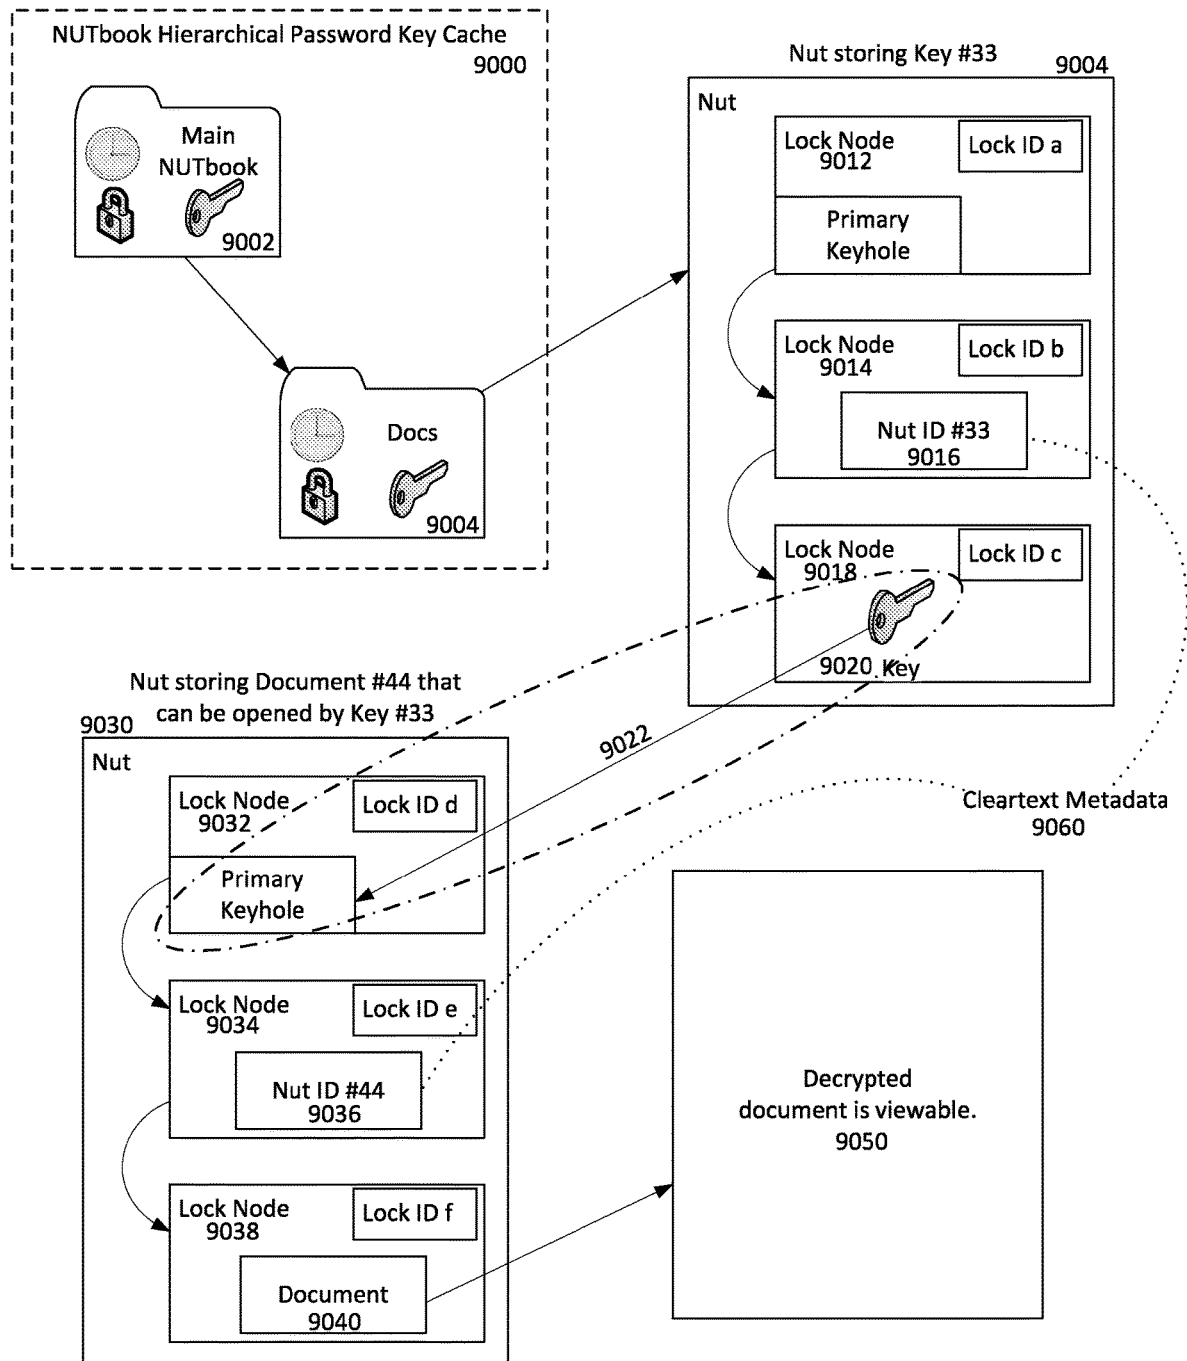 NUTbook Hierarchical Password Key Cache
9000
Main
NUTbook
9002
Docs
9004
Nut storing Key #33
9004
Nut
Lock Node
9012
Lock ID a
Primary
Keyhole
Lock Node
9014
Lock ID b
Nut ID #33
9016
Lock Node
9018
Lock ID c
9020 Key
9022
Cleartext Metadata
9060
Nut storing Document #44 that
can be opened by Key #33
9030
Nut
Lock Node
9032
Lock ID d
Primary
Keyhole
Lock Node
9034
Lock ID e
Nut ID #44
9036
Lock Node
9038
Lock ID f
Document
9040
Decrypted
document is viewable.
9050